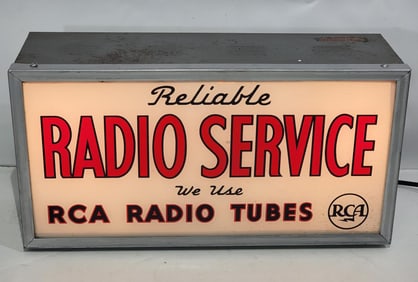 Reliable
RADIO SERVICE
We Use
RCA RADIO TUBES
RCA